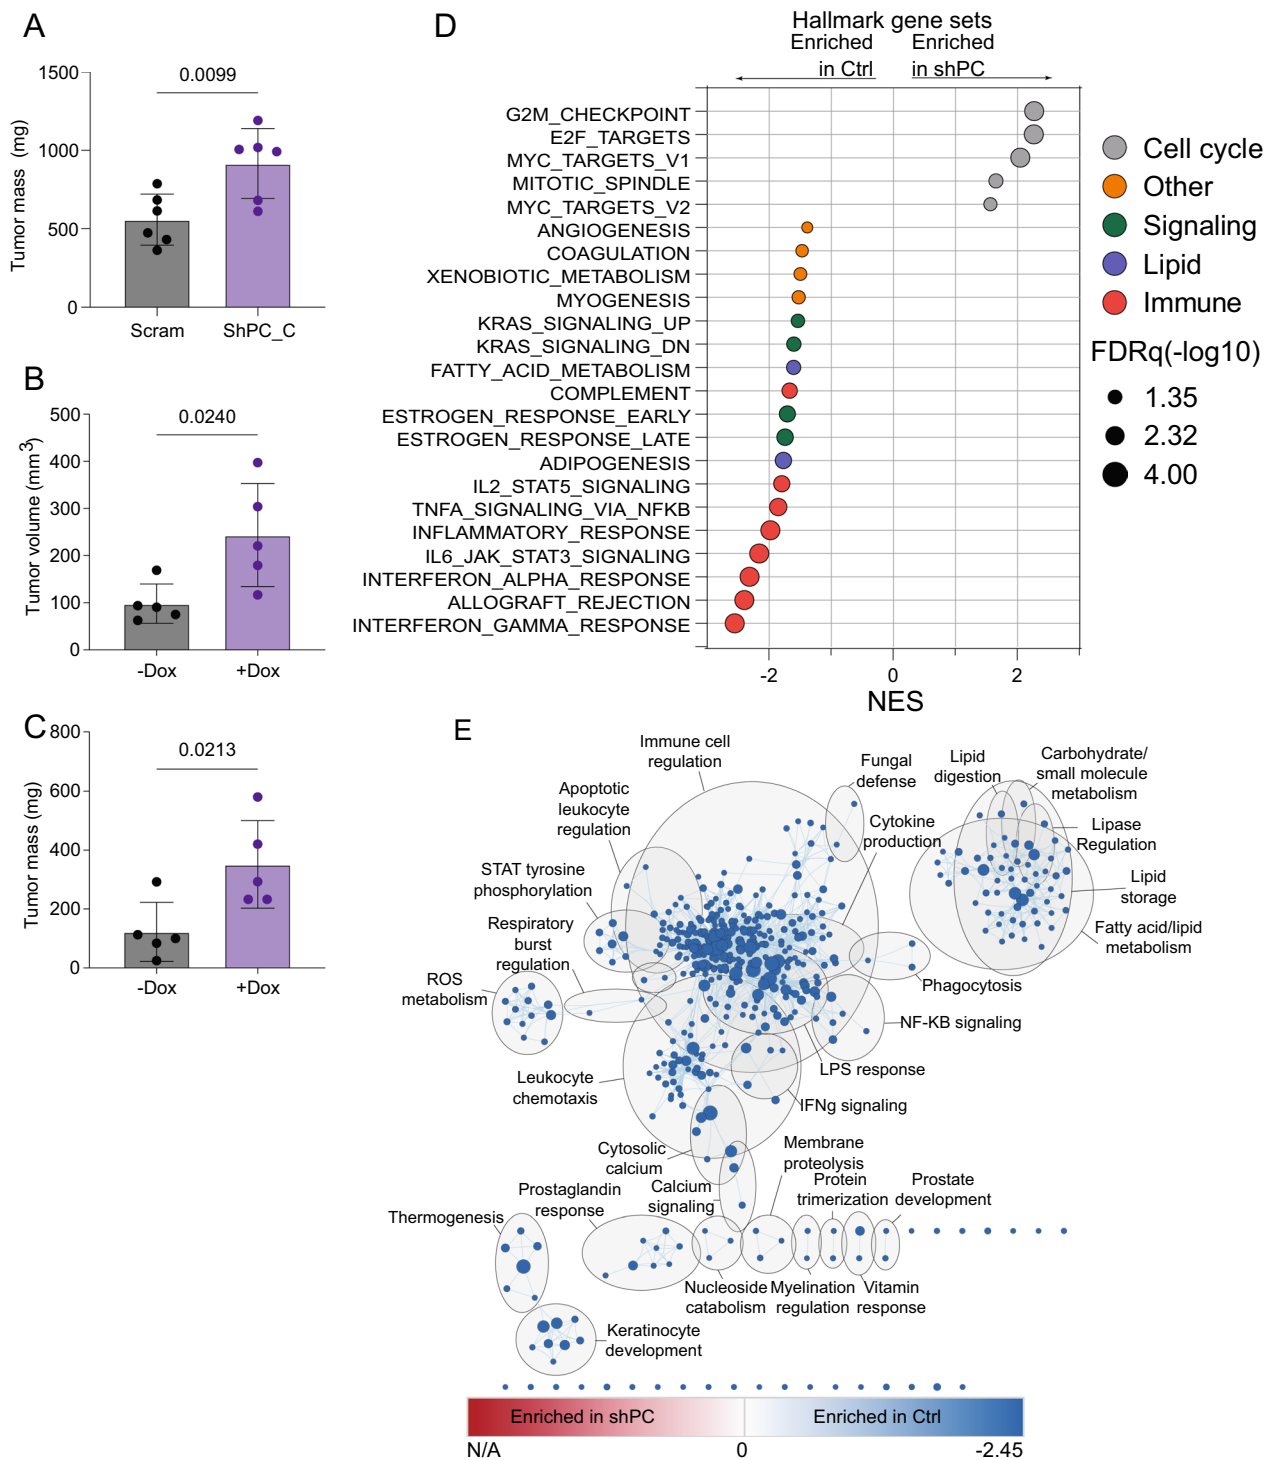 A
0.0099
1500
1000
500
0
Tumor mass (mg)
Scram
ShPC_C
B
0.0240
500
400
300
200
100
0
Tumor volume (mm3)
-Dox
+Dox
C
0.0213
800
600
400
200
0
Tumor mass (mg)
-Dox
+Dox
D
Hallmark gene sets
Enriched
in Ctrl
Enriched
in shPC
G2M_CHECKPOINT
E2F_TARGETS
MYC_TARGETS_V1
MITOTIC_SPINDLE
MYC_TARGETS_V2
ANGIOGENESIS
COAGULATION
XENOBIOTIC_METABOLISM
MYOGENESIS
KRAS_SIGNALING_UP
KRAS_SIGNALING_DN
FATTY_ACID_METABOLISM
COMPLEMENT
ESTROGEN_RESPONSE_EARLY
ESTROGEN_RESPONSE_LATE
ADIPOGENESIS
IL2_STAT5_SIGNALING
TNFA_SIGNALING_VIA_NFKB
INFLAMMATORY_RESPONSE
IL6_JAK_STAT3_SIGNALING
INTERFERON_ALPHA_RESPONSE
ALLOGRAFT_REJECTION
INTERFERON_GAMMA_RESPONSE
-2
0
2
NES
Cell cycle
Other
Signaling
Lipid
Immune
FDRq(-log10)
1.35
2.32
4.00
E
Immune cell
regulation
Apoptotic
leukocyte
regulation
STAT tyrosine
phosphorylation
Respiratory
burst
regulation
ROS
metabolism
Leukocyte
chemotaxis
Fungal
defense
Cytokine
production
Lipid
digestion
Carbohydrate/
small molecule
metabolism
Lipase
Regulation
Lipid
storage
Fatty acid/lipid
metabolism
Phagocytosis
NF-KB signaling
LPS response
IFNg signaling
Cytosolic
calcium
Calcium
signaling
Membrane
proteolysis
Protein
trimerization
Prostate
development
Prostaglandin
response
Thermogenesis
Nucleoside
catabolism
Myelination
regulation
Vitamin
response
Keratinocyte
development
Enriched in shPC
Enriched in Ctrl
N/A
0
-2.45